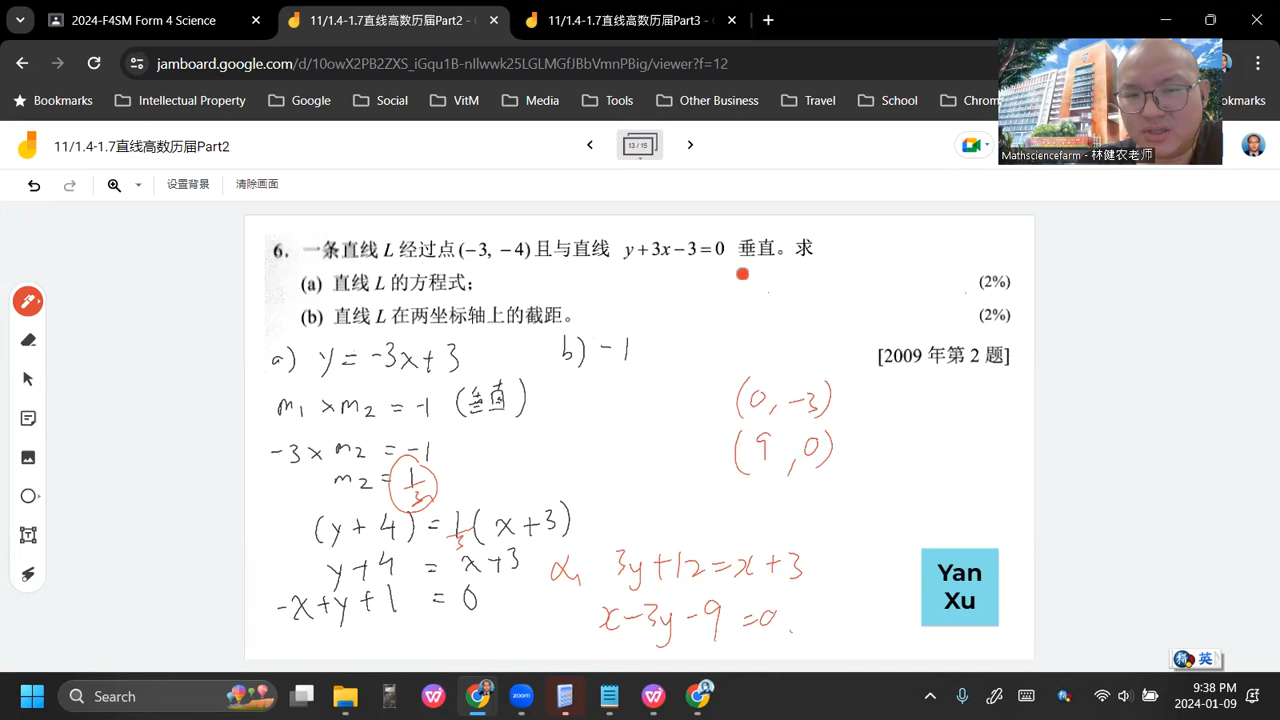 2024-F4SM Form 4 Science
11/1.4-1.7直线高数历届Part2 - G
11/1.4-1.7直线高数历届Part3 -
jamboard.google.com/d/10owX2PB2ZXS_iGqu1B-nIlwwk25LGLMGfJBbVmnPBig/viewer?f=12
Bookmarks
Intellectual Property
Google
Social
VitM
Media
Tools
Other Business
Travel
School
Chrom
okmarks
Mathsciencefarm - 林健农老师
11/1.4-1.7直线高数历届Part2
13 / 15
设置背景
清除画面
6. 一条直线 L 经过点(−3, −4) 且与直线 y+3x−3=0 垂直。求
(a) 直线 L 的方程式; (2%)
(b) 直线 L 在两坐标轴上的截距。 (2%)
[2009 年第 2 题]
a) y = -3x+3
m₁ × m₂ = -1 (垂直)
-3 × m₂ = -1
m₂ = 1/3
(y + 4) = 1/3 ( x + 3)
y + 4 = x + 3
-x + y + 1 = 0
b) - 1
(0, -3)
(9, 0)
3y + 12 = x + 3
x - 3y - 9 = 0.
Yan
Xu
英
Search
zoom
9:38 PM
2024-01-09